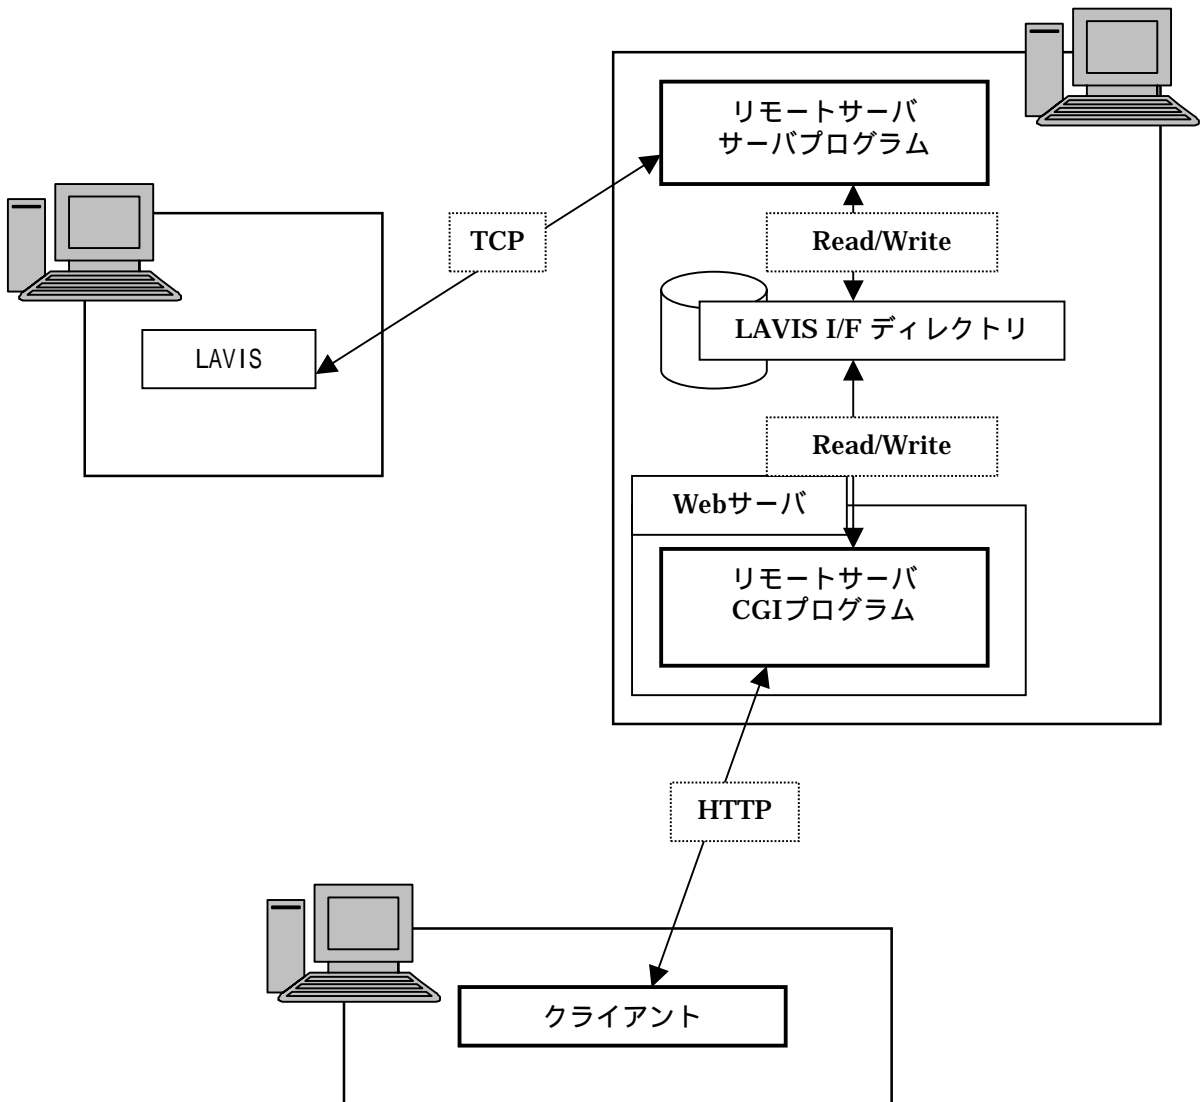 リモートサーバ
サーバプログラム
TCP
Read/Write
LAVIS I/F ディレクトリ
LAVIS
Read/Write
Webサーバ
リモートサーバ
CGIプログラム
HTTP
クライアント